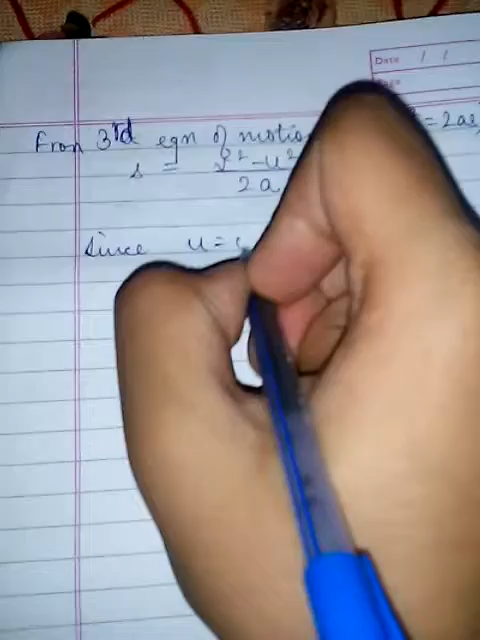 Date / /
From 3rd eqn of motio = 2as
s = v² - u²
2a
Since u =